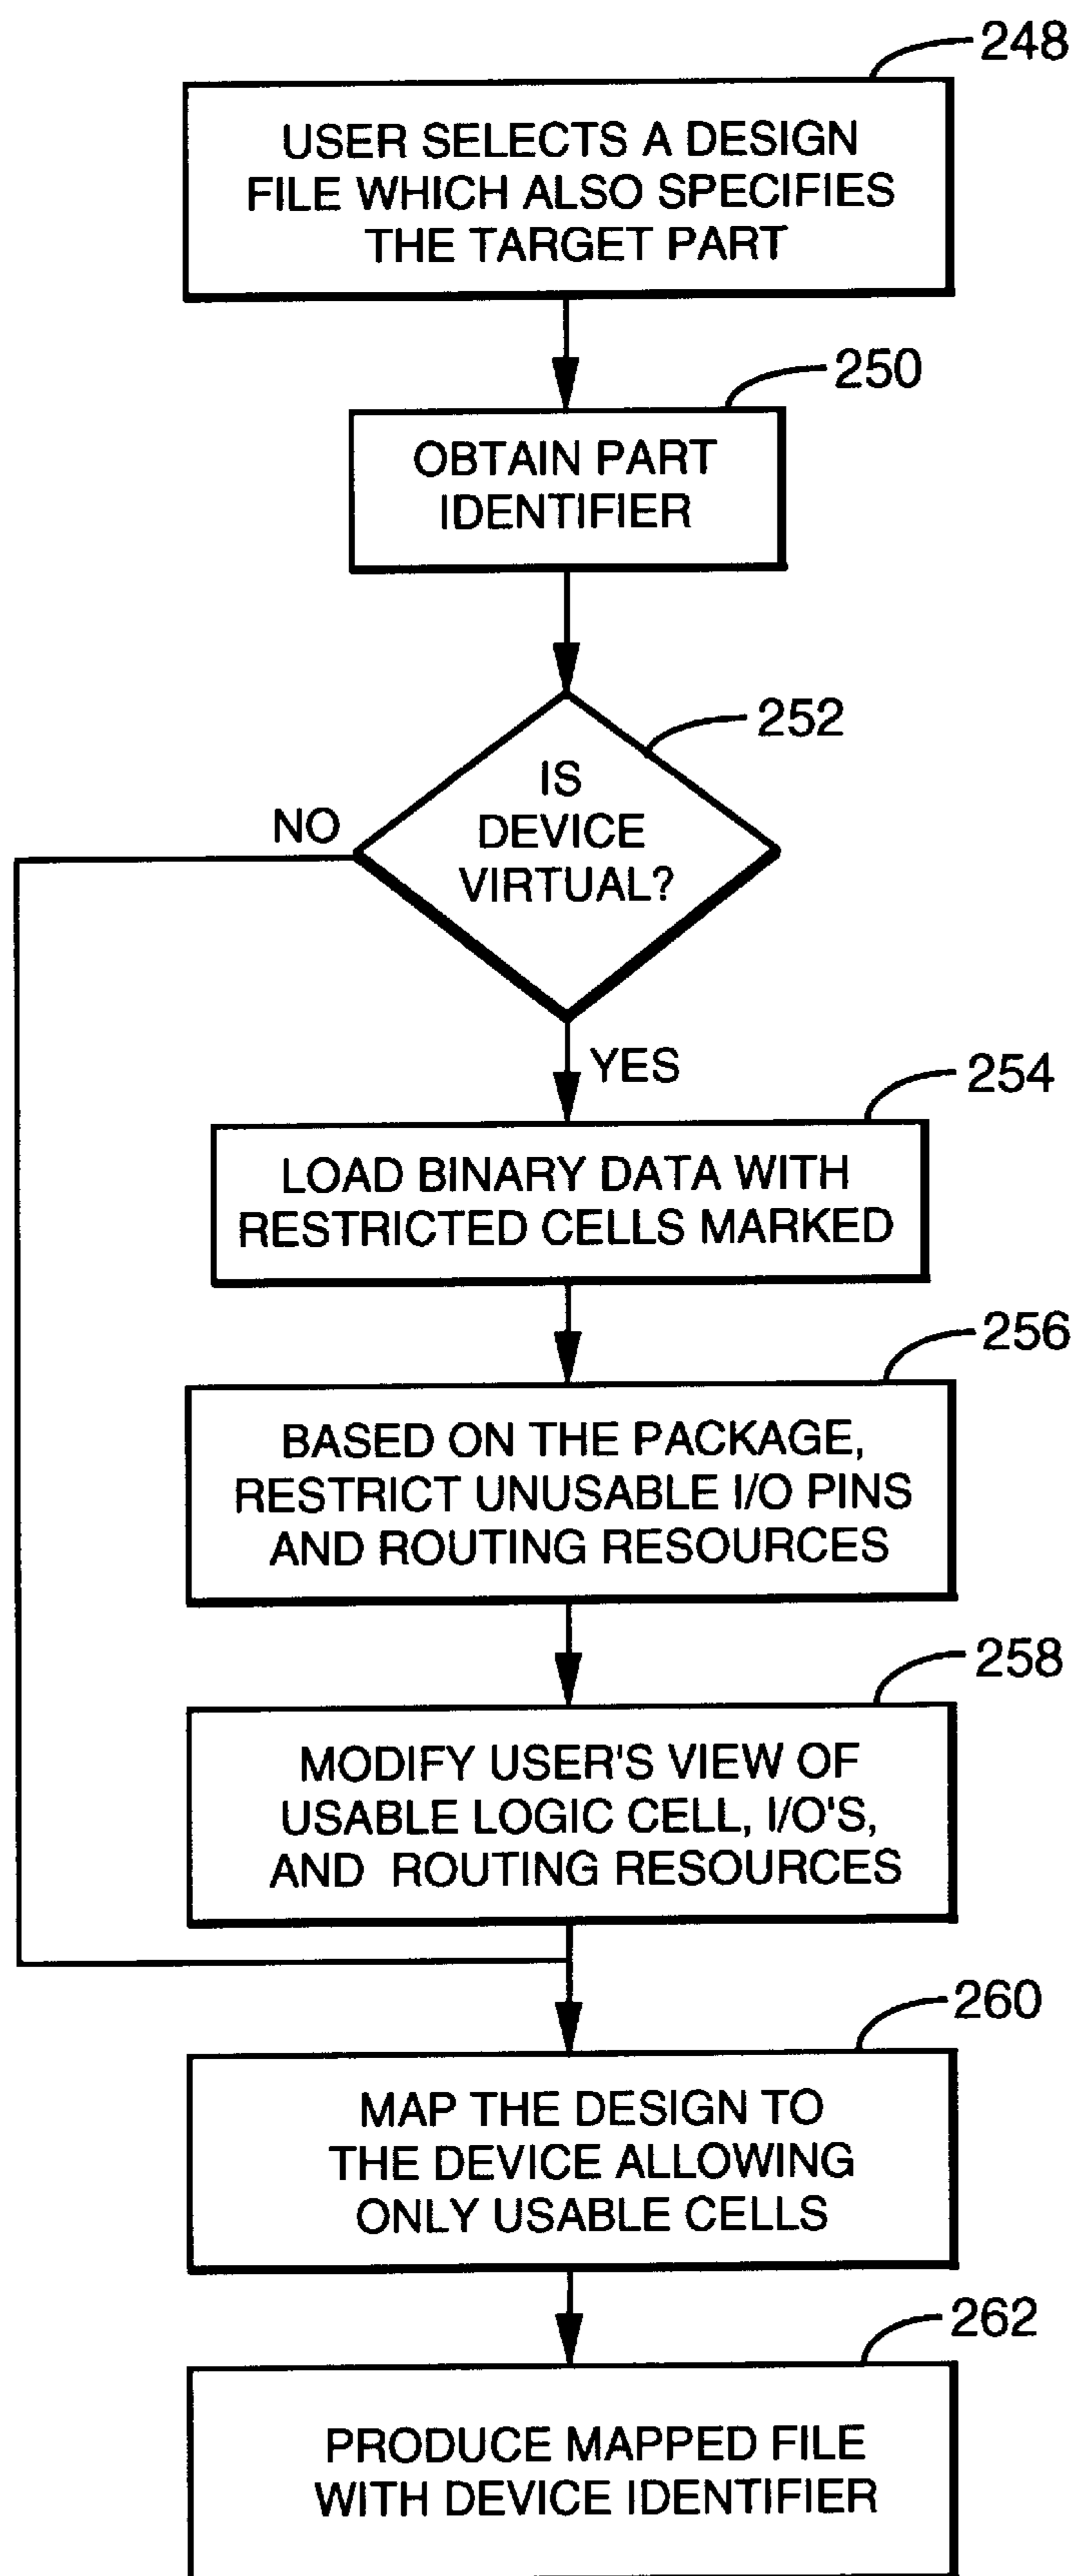 248
USER SELECTS A DESIGN
FILE WHICH ALSO SPECIFIES
THE TARGET PART
250
OBTAIN PART
IDENTIFIER
252
IS
DEVICE
VIRTUAL?
NO
YES
254
LOAD BINARY DATA WITH
RESTRICTED CELLS MARKED
256
BASED ON THE PACKAGE,
RESTRICT UNUSABLE I/O PINS
AND ROUTING RESOURCES
258
MODIFY USER'S VIEW OF
USABLE LOGIC CELL, I/O'S,
AND ROUTING RESOURCES
260
MAP THE DESIGN TO
THE DEVICE ALLOWING
ONLY USABLE CELLS
262
PRODUCE MAPPED FILE
WITH DEVICE IDENTIFIER